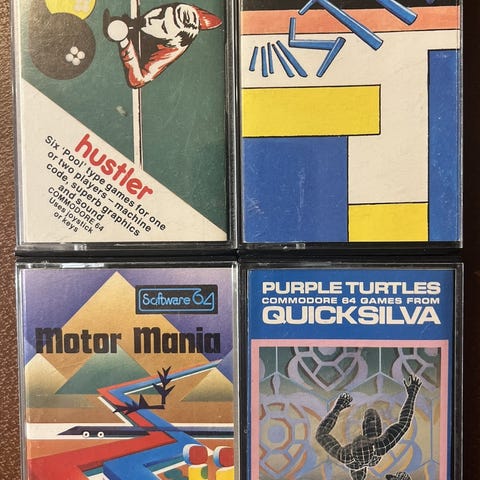 hustler
Six 'Pool' type games for one
or two players – machine
code, superb graphics
and sound
COMMODORE 64
Uses joystick
or keys
Software 64
Motor Mania
PURPLE TURTLES
COMMODORE 64 GAMES FROM
QUICKSILVA